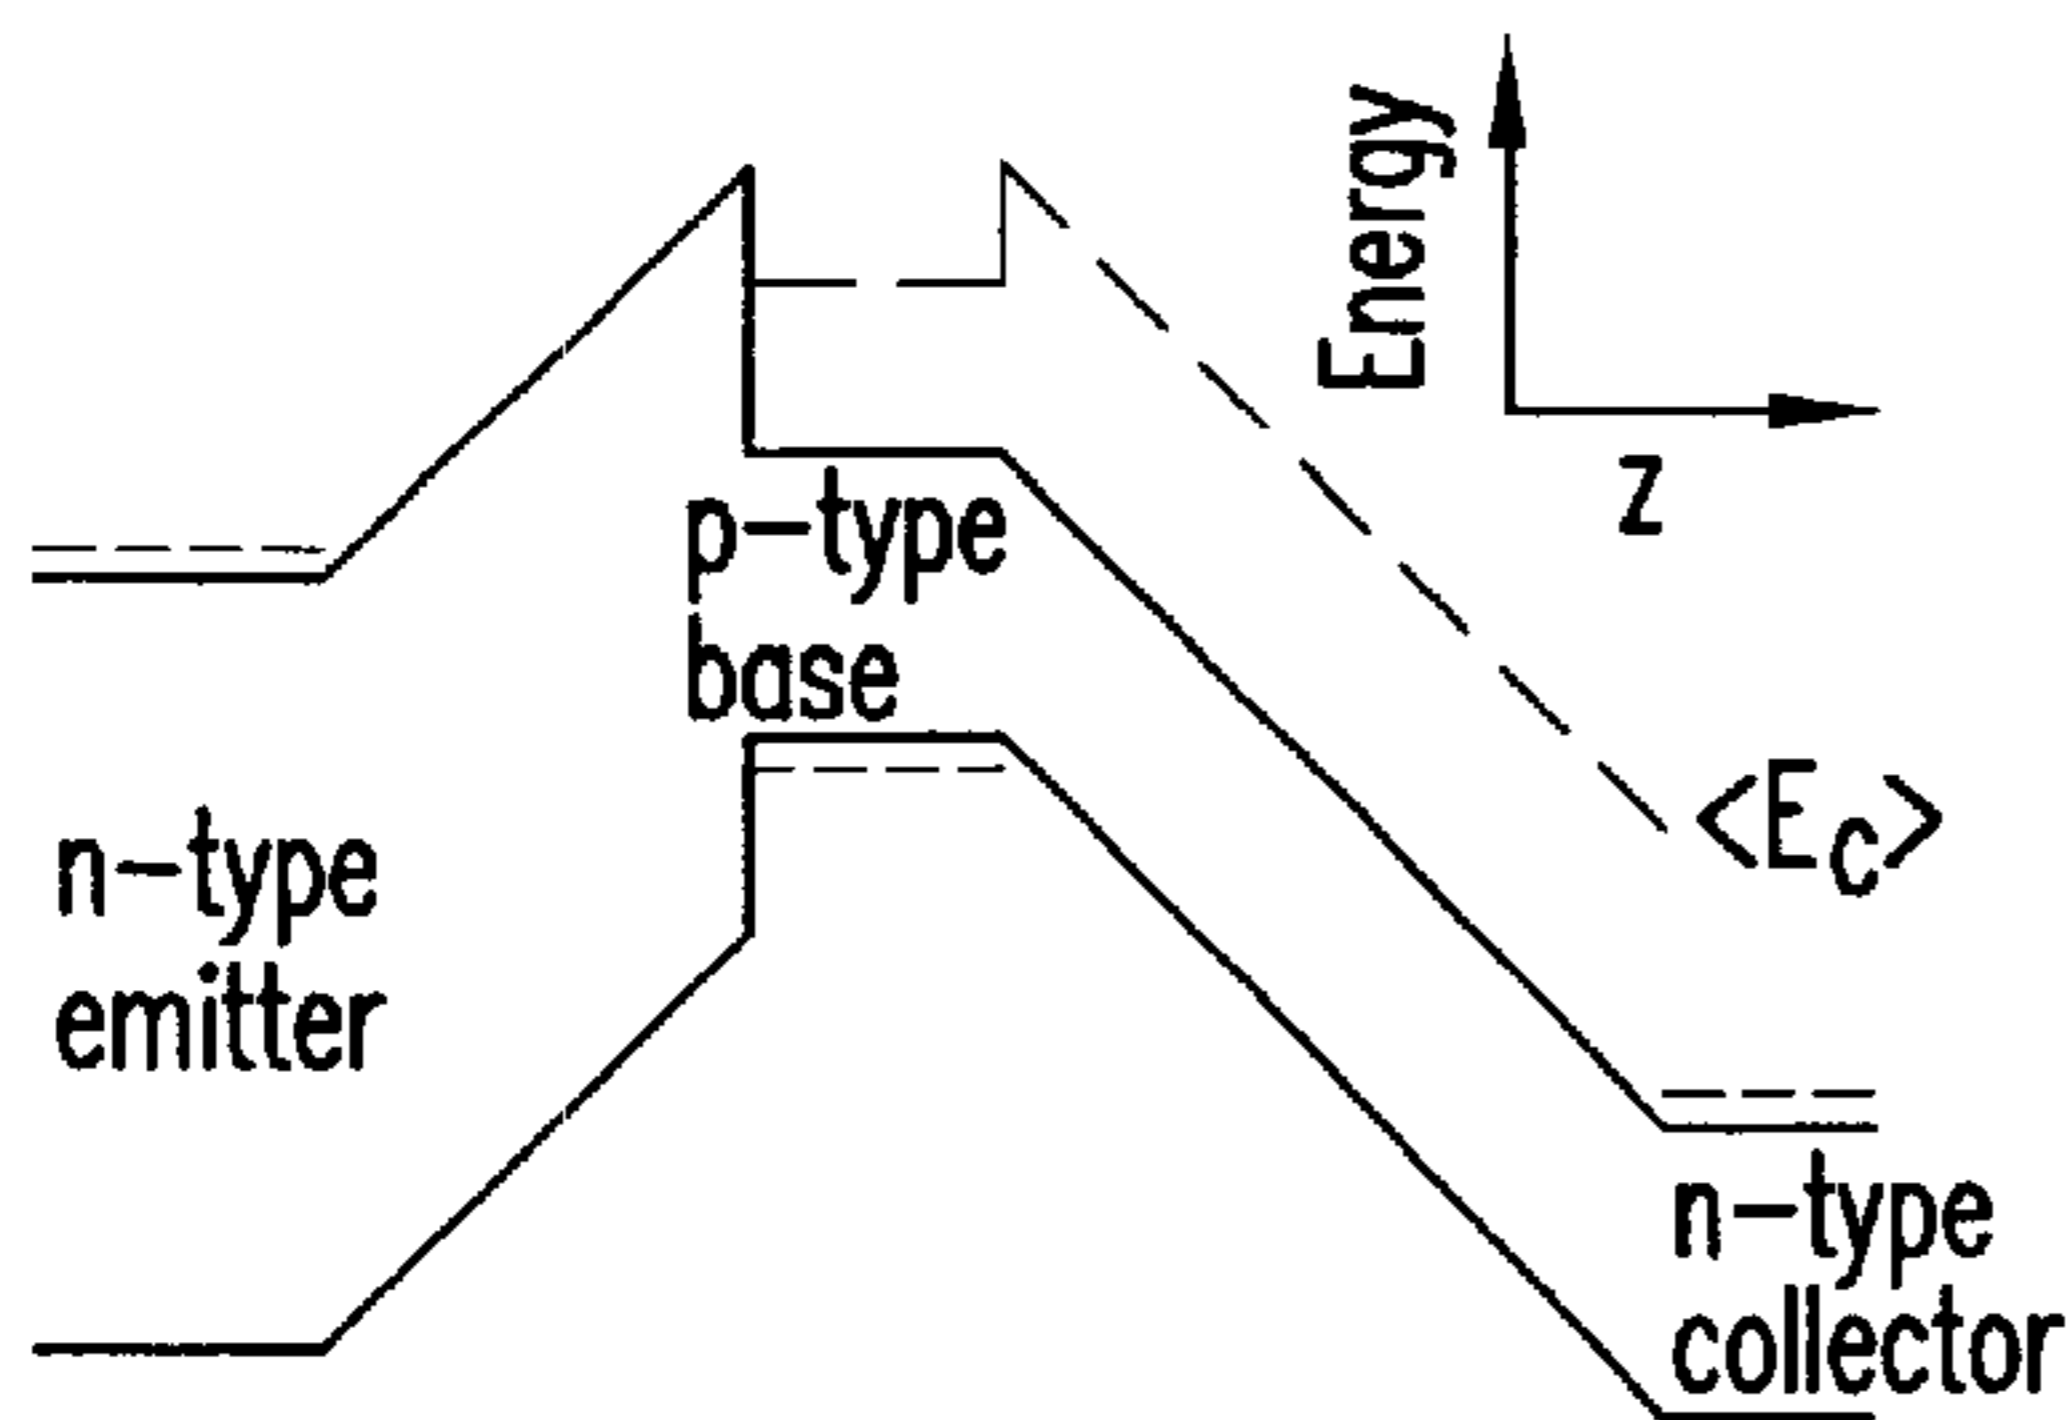 Energy
z
p-type
base
n-type
emitter
<E_C>
n-type
collector